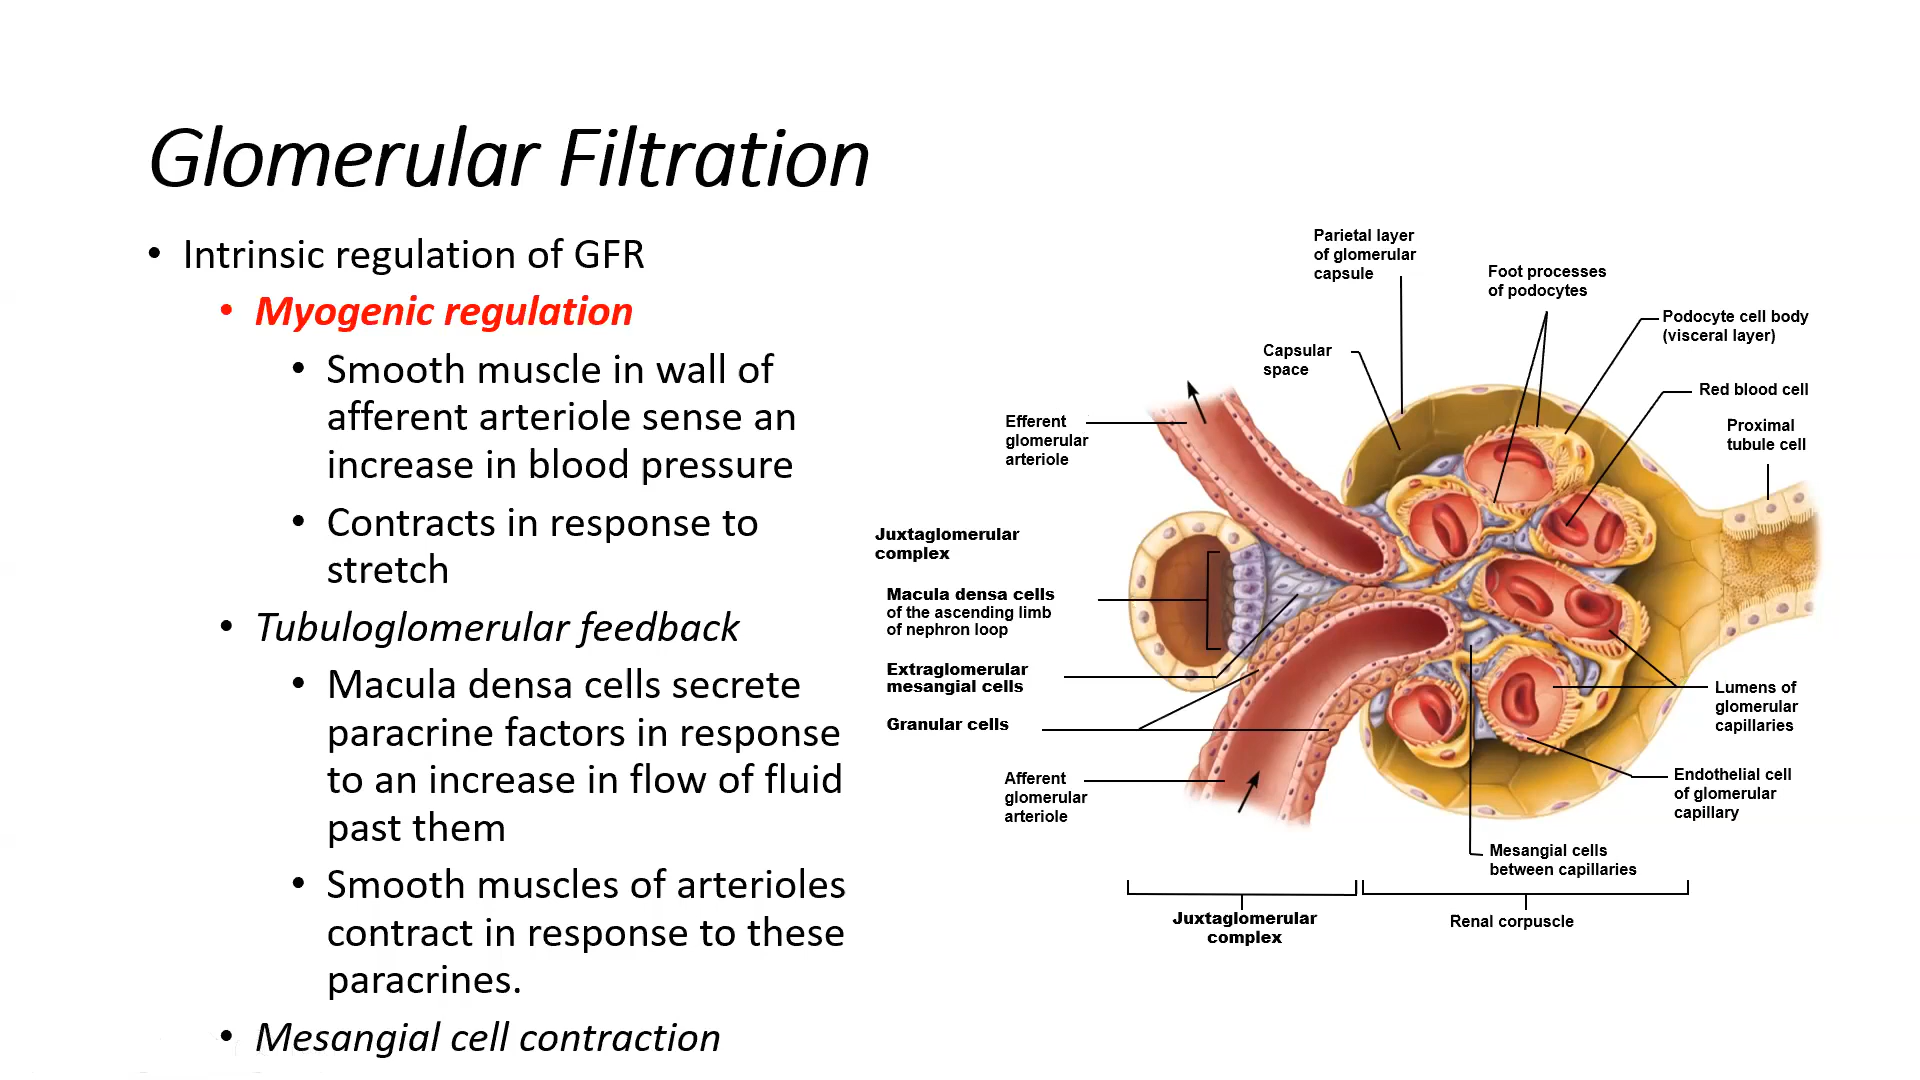 Glomerular Filtration
• Intrinsic regulation of GFR
• Myogenic regulation
• Smooth muscle in wall of
afferent arteriole sense an
increase in blood pressure
• Contracts in response to
stretch
• Tubuloglomerular feedback
• Macula densa cells secrete
paracrine factors in response
to an increase in flow of fluid
past them
• Smooth muscles of arterioles
contract in response to these
paracrines.
• Mesangial cell contraction
Parietal layer
of glomerular
capsule
Foot processes
of podocytes
Podocyte cell body
(visceral layer)
Capsular
space
Red blood cell
Efferent
glomerular
arteriole
Proximal
tubule cell
Juxtaglomerular
complex
Macula densa cells
of the ascending limb
of nephron loop
Extraglomerular
mesangial cells
Granular cells
Lumens of
glomerular
capillaries
Afferent
glomerular
arteriole
Endothelial cell
of glomerular
capillary
Mesangial cells
between capillaries
Juxtaglomerular
complex
Renal corpuscle